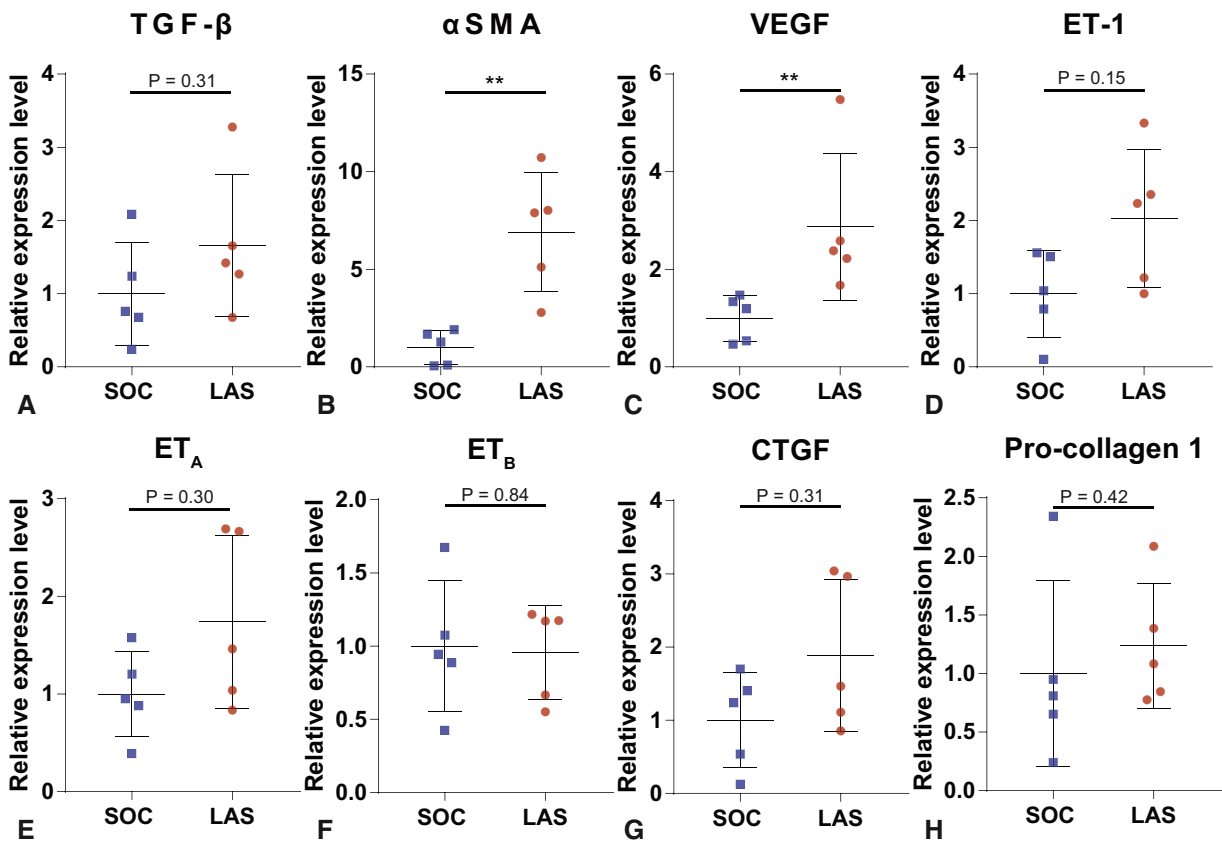 TGF-β
αSMA
VEGF
ET-1
Relative expression level
4
3
2
1
0
P = 0.31
SOC
LAS
A
Relative expression level
15
10
5
0
**
SOC
LAS
B
Relative expression level
6
4
2
0
**
SOC
LAS
C
Relative expression level
4
3
2
1
0
P = 0.15
SOC
LAS
D
ETA
ETB
CTGF
Pro-collagen 1
Relative expression level
3
2
1
0
P = 0.30
SOC
LAS
E
Relative expression level
2.0
1.5
1.0
0.5
0.0
P = 0.84
SOC
LAS
F
Relative expression level
4
3
2
1
0
P = 0.31
SOC
LAS
G
Relative expression level
2.5
2.0
1.5
1.0
0.5
0.0
P = 0.42
SOC
LAS
H